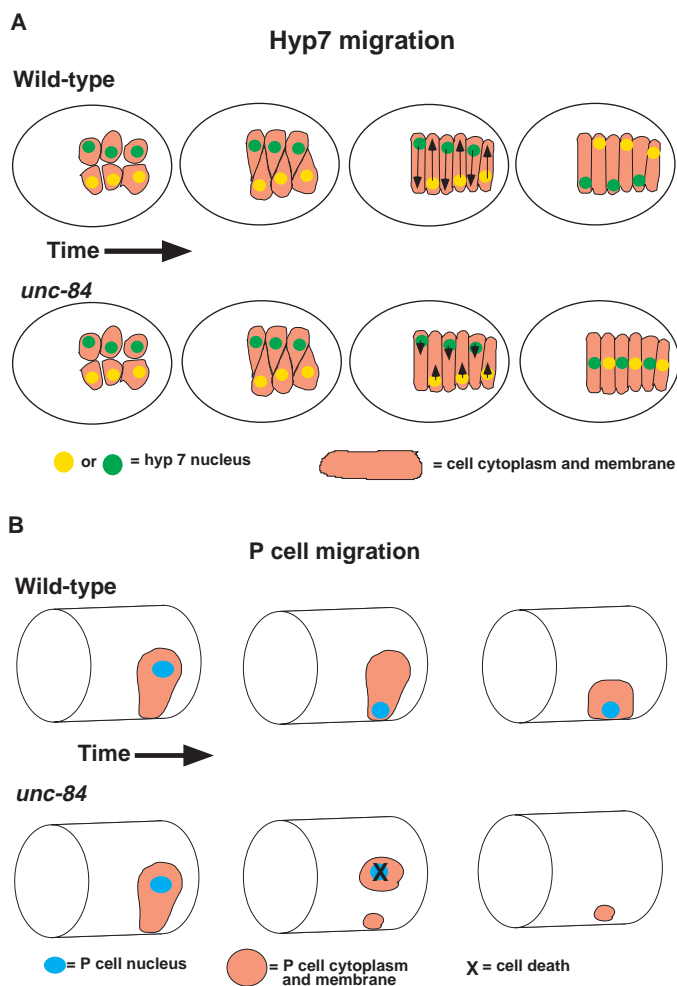 A
Hyp7 migration
Wild-type
Time
unc-84
or = hyp 7 nucleus
= cell cytoplasm and membrane
B
P cell migration
Wild-type
Time
unc-84
= P cell nucleus
= P cell cytoplasm
and membrane
X
X = cell death